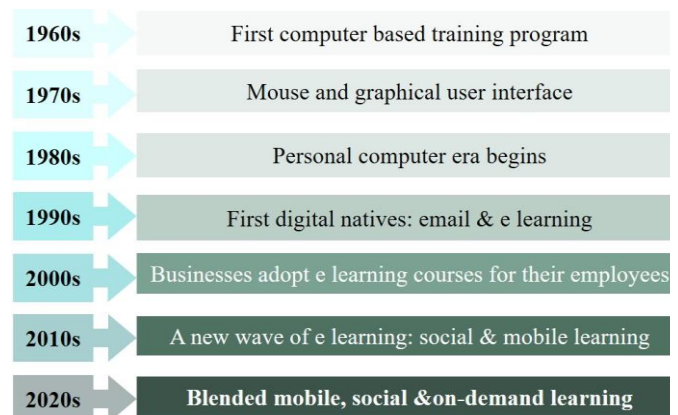 1960s First computer based training program
1970s Mouse and graphical user interface
1980s Personal computer era begins
1990s First digital natives: email & e learning
2000s Businesses adopt e learning courses for their employees
2010s A new wave of e learning: social & mobile learning
2020s Blended mobile, social &on-demand learning